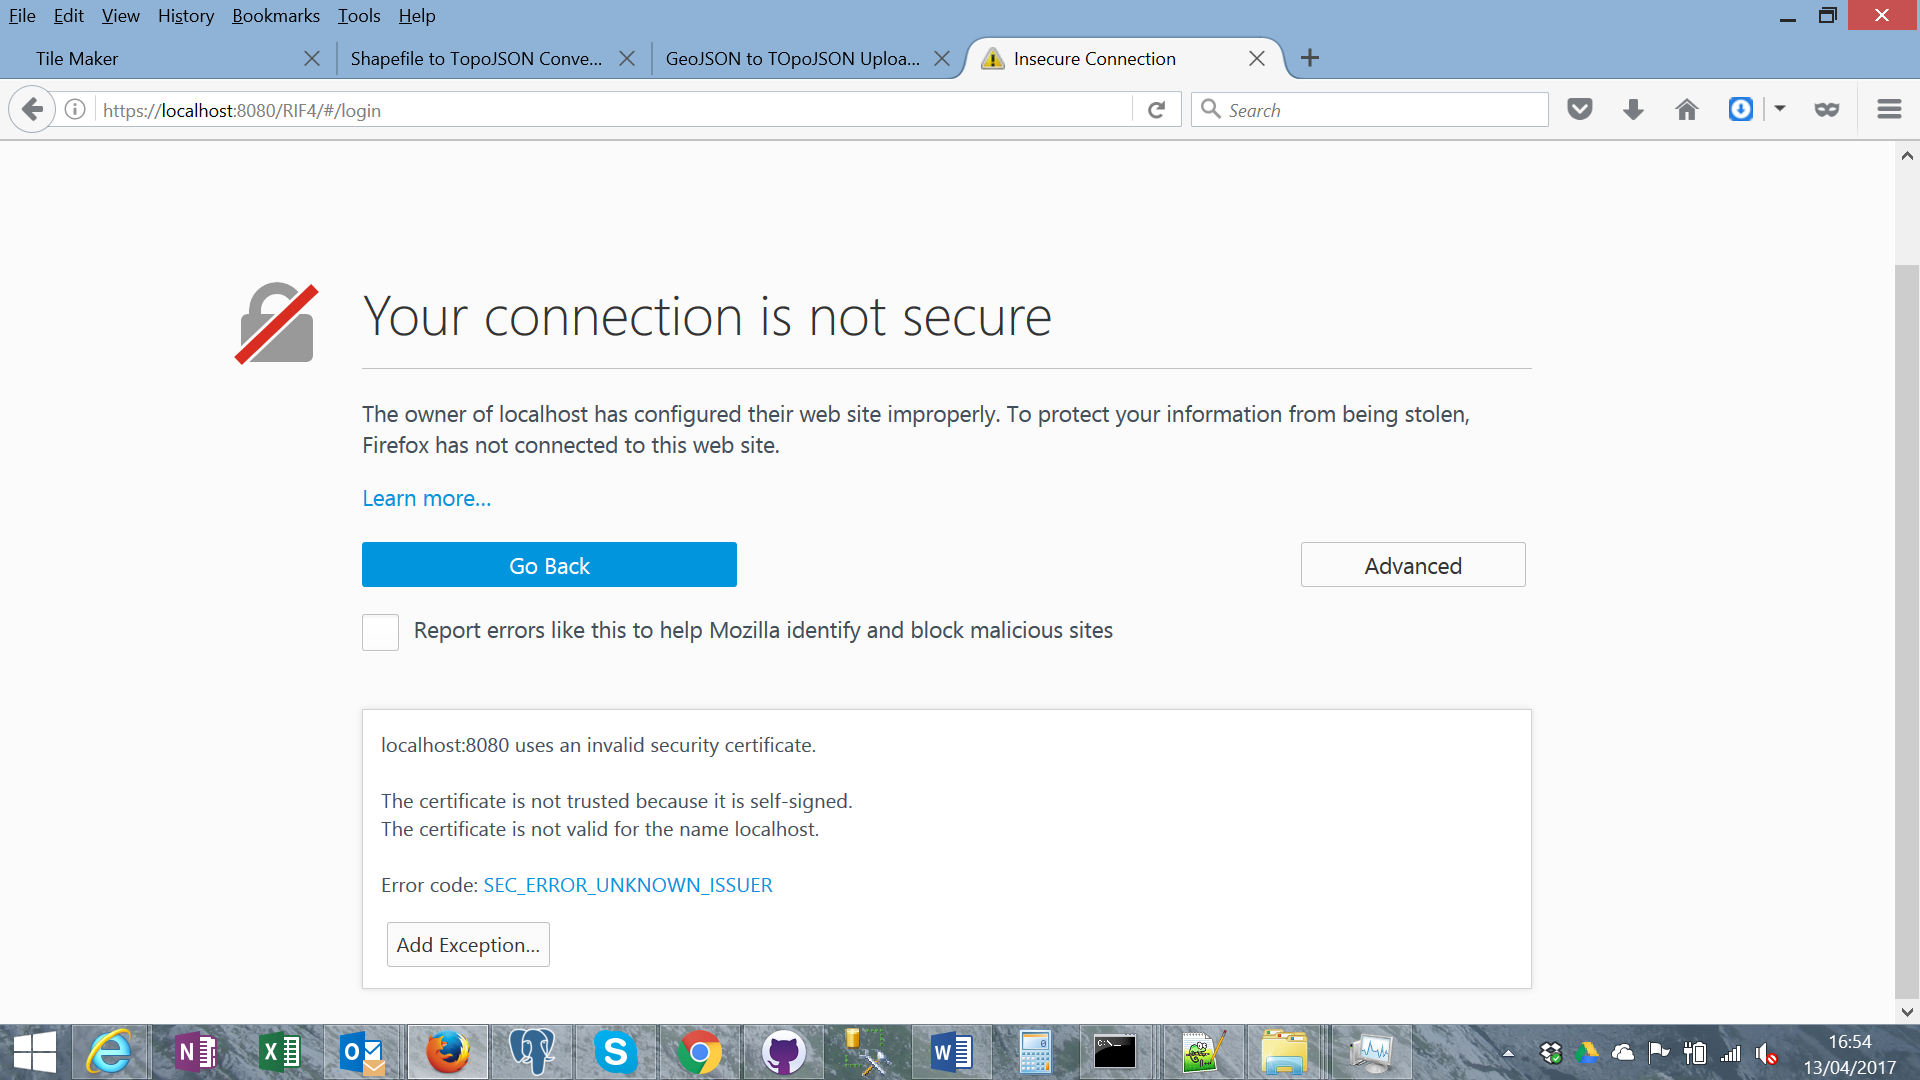 File Edit View History Bookmarks Tools Help
Tile Maker
Shapefile to TopoJSON Conve...
GeoJSON to TOpoJSON Uploa...
Insecure Connection
https://localhost:8080/RIF4/#/login
Search
Your connection is not secure
The owner of localhost has configured their web site improperly. To protect your information from being stolen,
Firefox has not connected to this web site.
Learn more...
Go Back
Advanced
Report errors like this to help Mozilla identify and block malicious sites
localhost:8080 uses an invalid security certificate.
The certificate is not trusted because it is self-signed.
The certificate is not valid for the name localhost.
Error code: SEC_ERROR_UNKNOWN_ISSUER
Add Exception...
16:54
13/04/2017